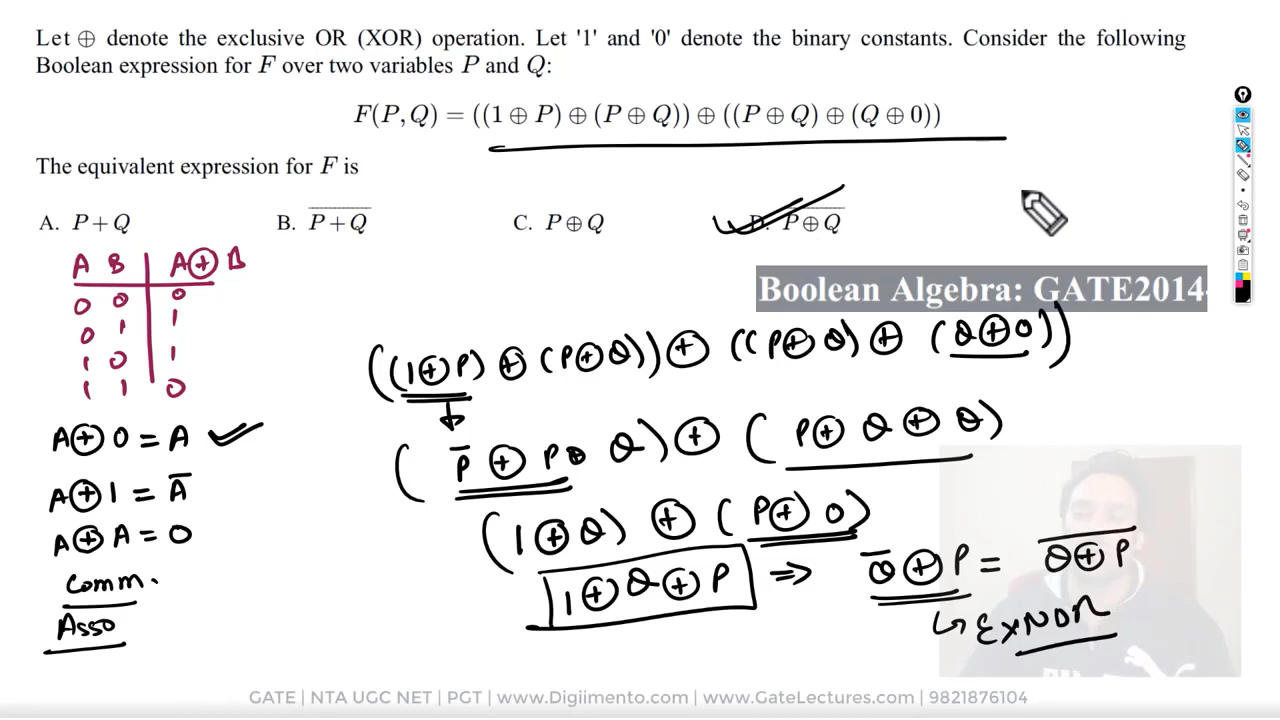 Let ⊕ denote the exclusive OR (XOR) operation. Let '1' and '0' denote the binary constants. Consider the following
Boolean expression for F over two variables P and Q:
F(P, Q) = ((1 ⊕ P) ⊕ (P ⊕ Q)) ⊕ ((P ⊕ Q) ⊕ (Q ⊕ 0))
The equivalent expression for F is
A. P + Q
B. \overline{P + Q}
C. P ⊕ Q
D. \overline{P ⊕ Q}
A B | A ⊕ B
0 0 | 0
0 1 | 1
1 0 | 1
1 1 | 0
A ⊕ 0 = A ✓
A ⊕ 1 = A̅
A ⊕ A = 0
Comm.
Asso
Boolean Algebra: GATE2014-
((1 ⊕ P) ⊕ (P ⊕ Q)) ⊕ ((P ⊕ Q) ⊕ (Q ⊕ 0))
(P̅ ⊕ P ⊕ Q) ⊕ (P ⊕ Q ⊕ Q)
(1 ⊕ Q) ⊕ (P ⊕ 0)
1 ⊕ Q ⊕ P ⇒ Q̅ ⊕ P = \overline{Q ⊕ P}
↳ ExNOR
GATE | NTA UGC NET | PGT | www.Digiimento.com | www.GateLectures.com | 9821876104